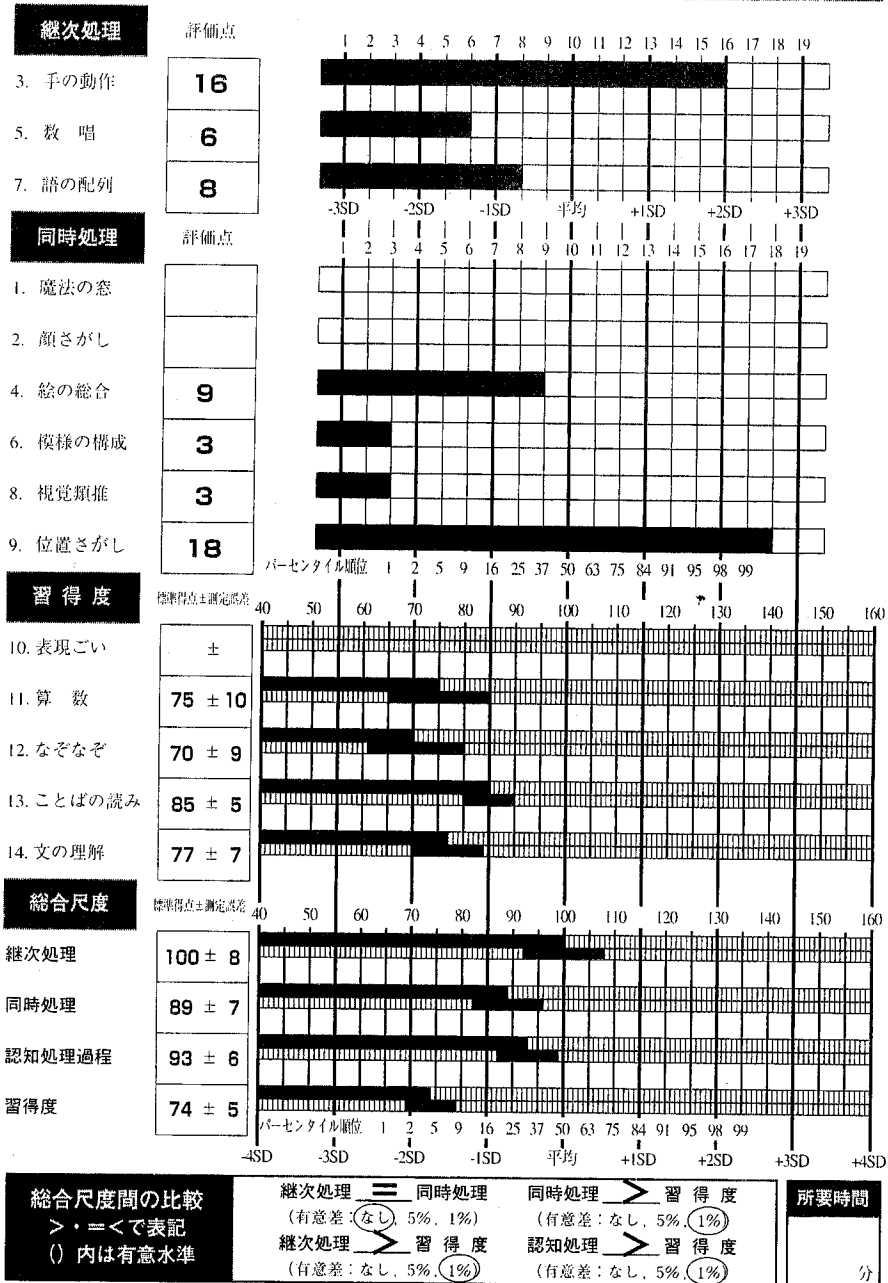 継次処理 評価点
1 2 3 4 5 6 7 8 9 10 11 12 13 14 15 16 17 18 19
3. 手の動作 16
5. 数 唱 6
7. 語の配列 8
-3SD -2SD -1SD 平均 +1SD +2SD +3SD
同時処理 評価点
1 2 3 4 5 6 7 8 9 10 11 12 13 14 15 16 17 18 19
1. 魔法の窓
2. 顔さがし
4. 絵の総合 9
6. 模様の構成 3
8. 視覚類推 3
9. 位置さがし 18
パーセンタイル順位 1 2 5 9 16 25 37 50 63 75 84 91 95 98 99
習得度 標準得点±測定誤差 40 50 60 70 80 90 100 110 120 130 140 150 160
10. 表現ごい ±
11. 算 数 75 ± 10
12. なぞなぞ 70 ± 9
13. ことばの読み 85 ± 5
14. 文の理解 77 ± 7
総合尺度 標準得点±測定誤差 40 50 60 70 80 90 100 110 120 130 140 150 160
継次処理 100 ± 8
同時処理 89 ± 7
認知処理過程 93 ± 6
習得度 74 ± 5
パーセンタイル順位 1 2 5 9 16 25 37 50 63 75 84 91 95 98 99
-4SD -3SD -2SD -1SD 平均 +1SD +2SD +3SD +4SD
総合尺度間の比較
>・=<で表記
()内は有意水準
継次処理 = 同時処理 同時処理 > 習得度
(有意差：なし, 5%, 1%) (有意差：なし, 5%, 1%)
継次処理 > 習得度 認知処理 > 習得度
(有意差：なし, 5%, 1%) (有意差：なし, 5%, 1%)
所要時間
分